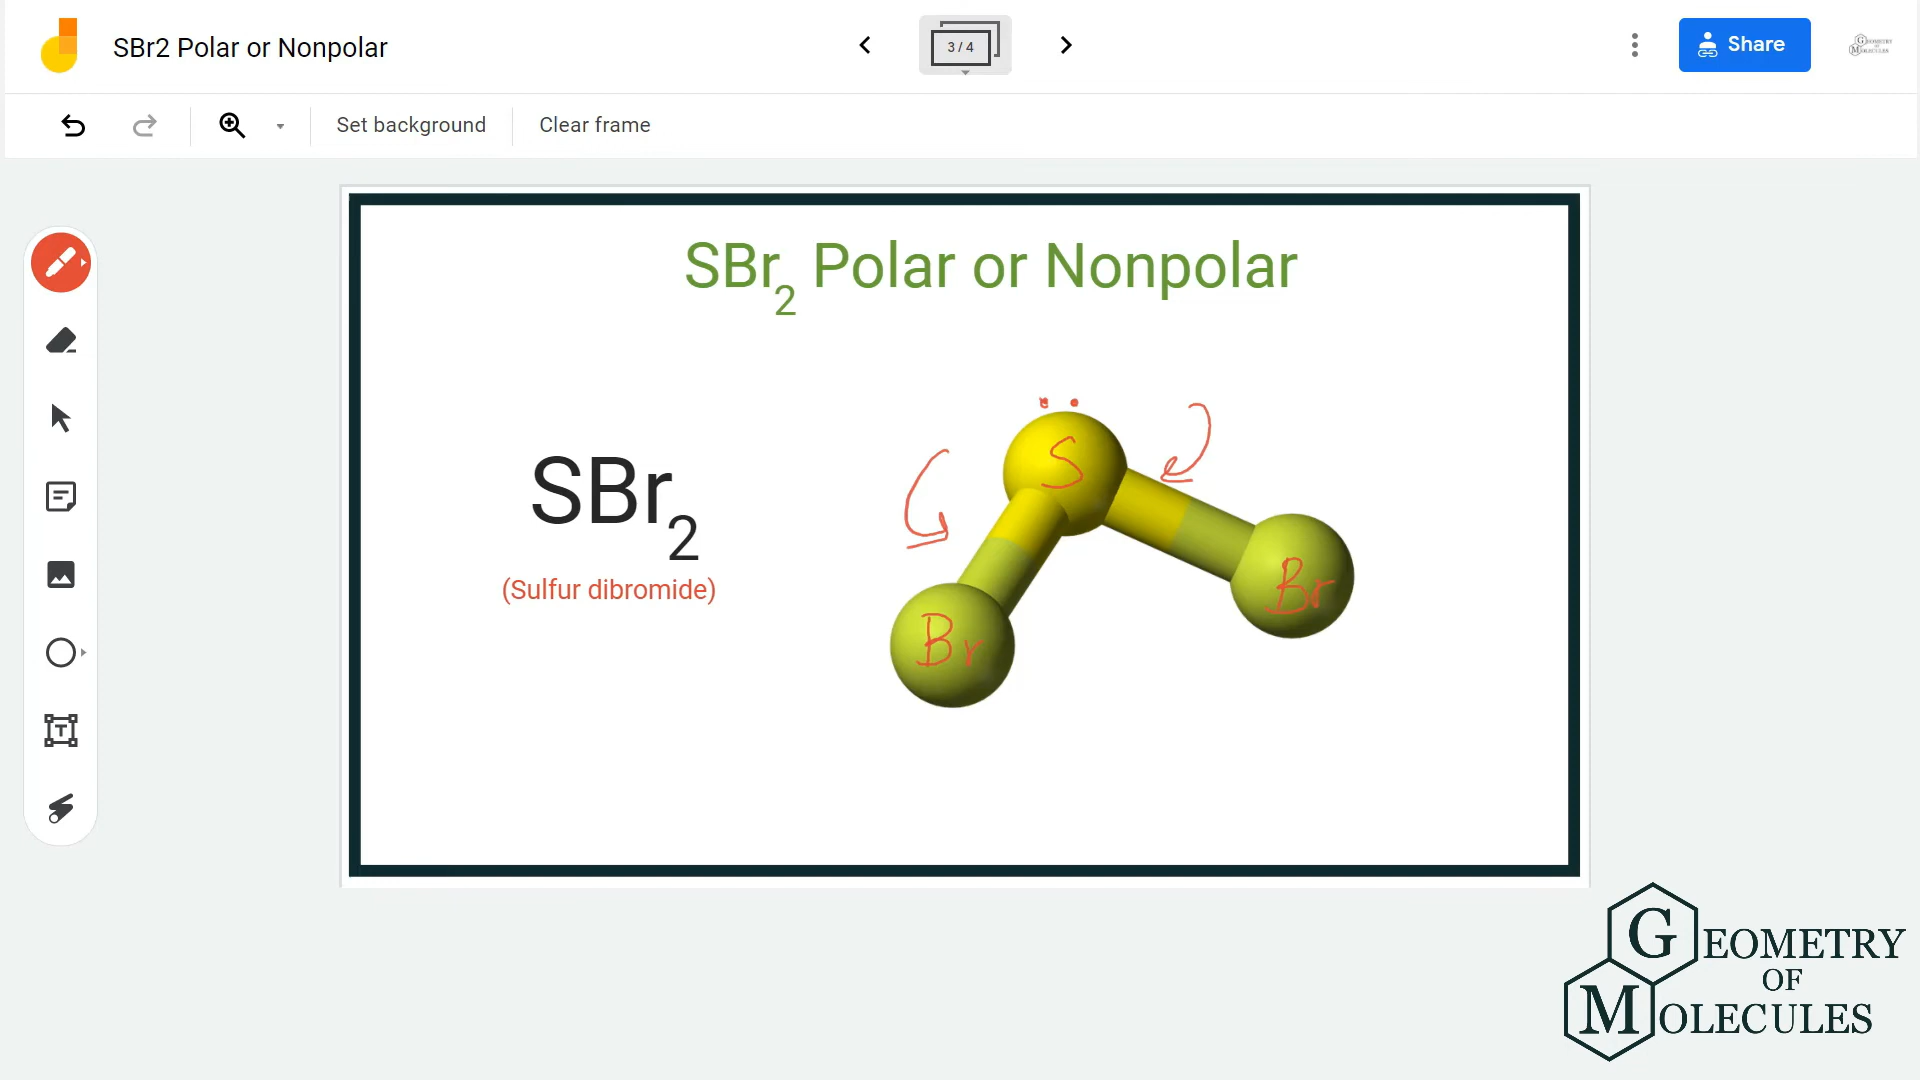 SBr2 Polar or Nonpolar
3 / 4
Share
Set background
Clear frame
SBr2 Polar or Nonpolar
S
SBr2
(Sulfur dibromide)
Br
Br
GEOMETRY
OF
MOLECULES